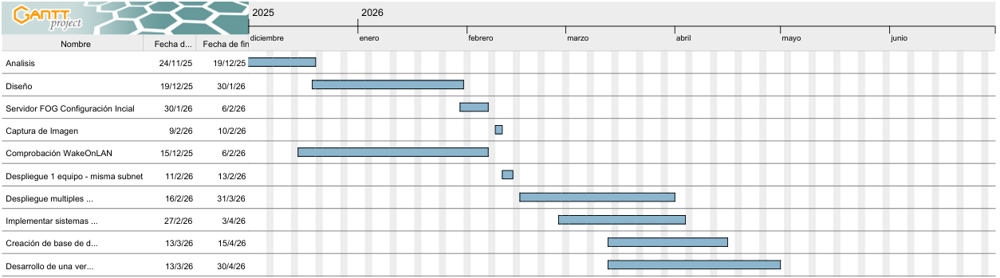 GANTT
project
2025 2026
diciembre enero febrero marzo abril mayo junio
Nombre Fecha d... Fecha de fin
Analisis 24/11/25 19/12/25
Diseño 19/12/25 30/1/26
Servidor FOG Configuración Incial 30/1/26 6/2/26
Captura de Imagen 9/2/26 10/2/26
Comprobación WakeOnLAN 15/12/25 6/2/26
Despliegue 1 equipo - misma subnet 11/2/26 13/2/26
Despliegue multiples ... 16/2/26 31/3/26
Implementar sistemas ... 27/2/26 3/4/26
Creación de base de d... 13/3/26 15/4/26
Desarrollo de una ver... 13/3/26 30/4/26